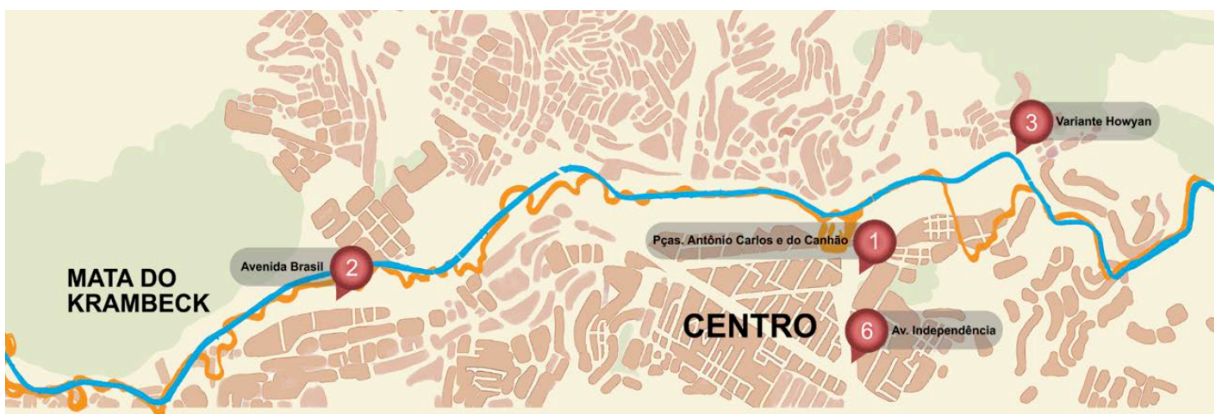 3 Variante Howyan
Pças. Antônio Carlos e do Canhão 1
Avenida Brasil 2
MATA DO
KRAMBECK
CENTRO
6 Av. Independência